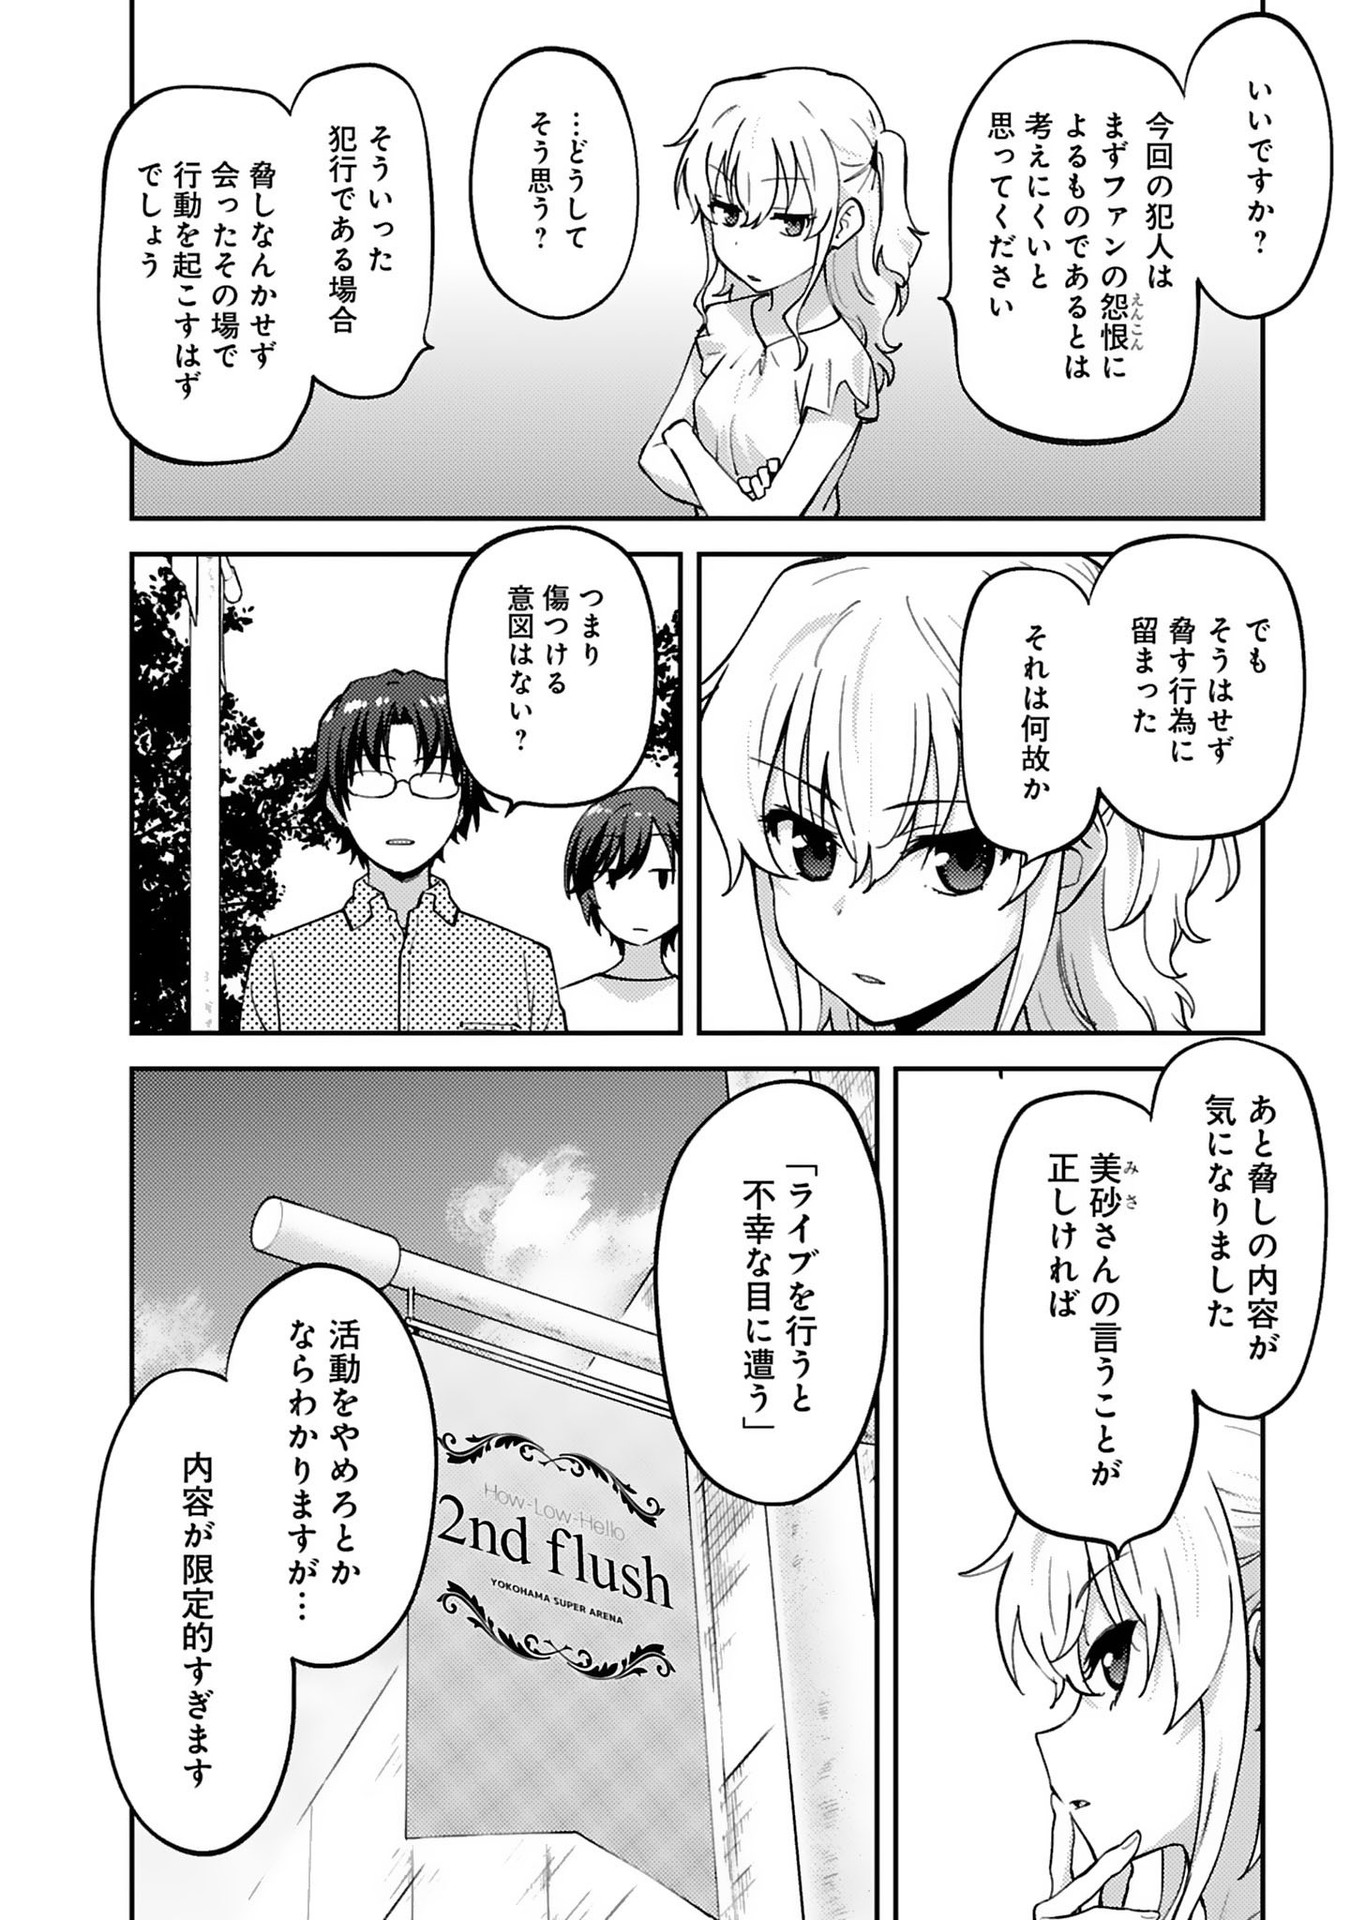 いいですか?
今回の犯人は
まずファンの怨恨に
えんこん
よるものであるとは
考えにくいと
思ってください
…どうして
そう思う?
そういった
犯行である場合
脅しなんかせず
会ったその場で
行動を起こすはず
でしょう
でも
そうはせず
脅す行為に
留まった
それは何故か
つまり
傷つける
意図はない?
あと脅しの内容が
気になりました
美砂さんの言うことが
みさ
正しければ
「ライブを行うと
不幸な目に遭う」
活動をやめろとか
ならわかりますが…
内容が限定的すぎます
How-Low-Hello
2nd flush
YOKOHAMA SUPER ARENA